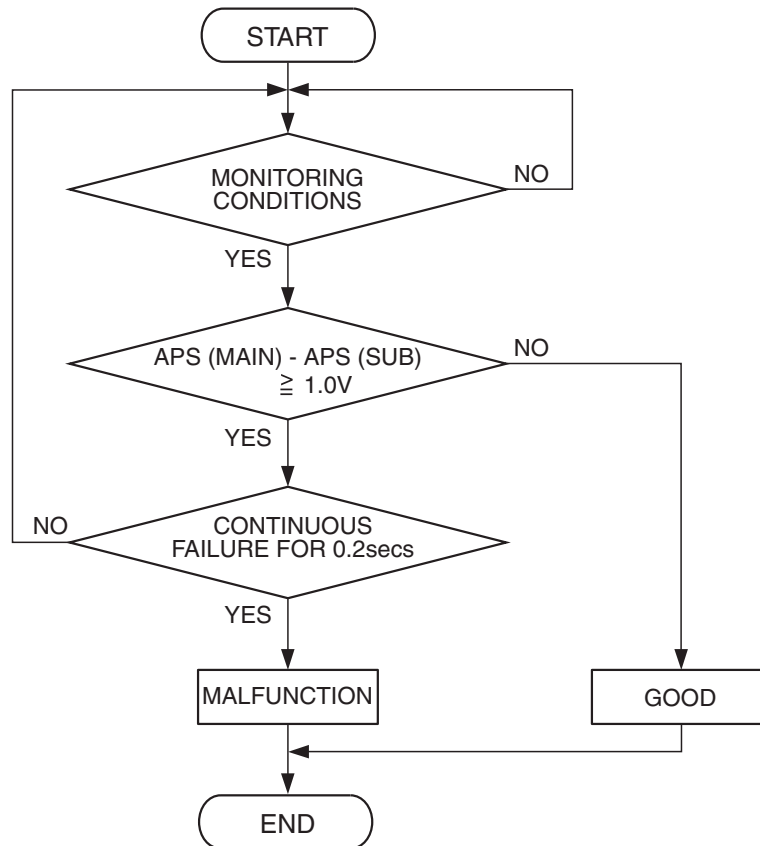 START
MONITORING
CONDITIONS
NO
YES
APS (MAIN) - APS (SUB)
≧ 1.0V
NO
YES
CONTINUOUS
FAILURE FOR 0.2secs
NO
YES
MALFUNCTION
GOOD
END